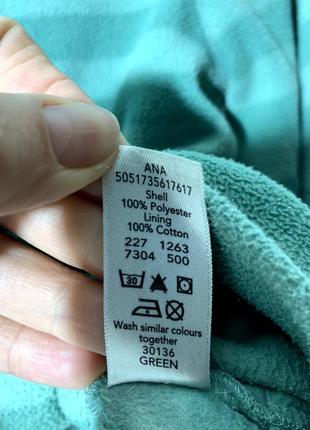 ANA
5051735617617
Shell
100% Polyester
Lining
100% Cotton
227 1263
7304 500
30
Wash similar colours
together
30136
GREEN